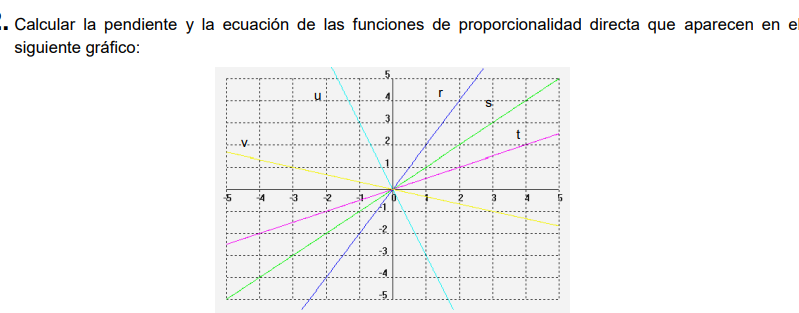 . Calcular la pendiente y la ecuación de las funciones de proporcionalidad directa que aparecen en el
siguiente gráfico:
5
u 4 r s
3
v 2 t
1
-5 -4 -3 -2 -1 0 1 2 3 4 5
-1
-2
-3
-4
-5